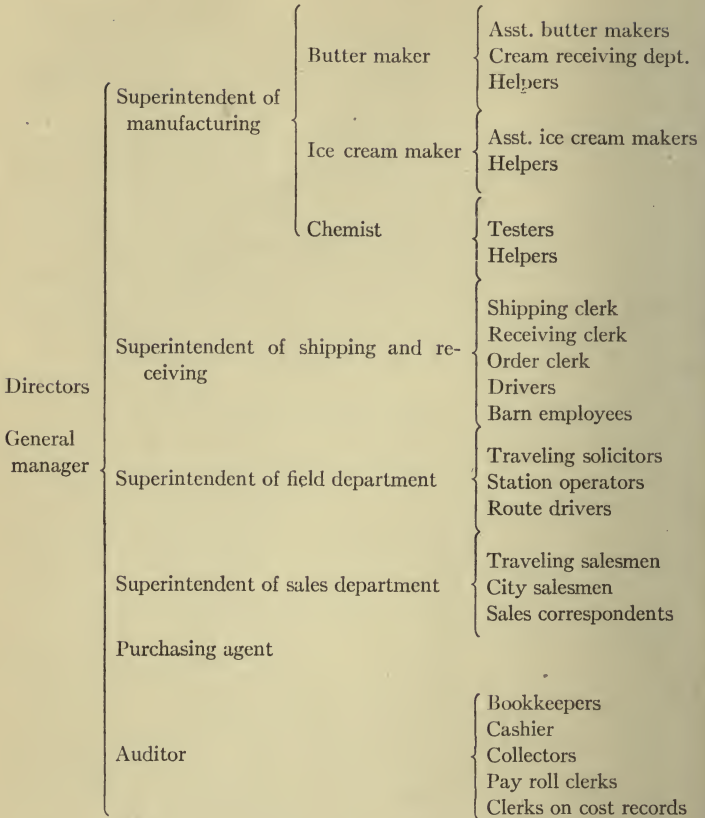 Directors
General
manager
Superintendent of
manufacturing
Butter maker
Asst. butter makers
Cream receiving dept.
Helpers
Ice cream maker
Asst. ice cream makers
Helpers
Chemist
Testers
Helpers
Superintendent of shipping and re-
ceiving
Shipping clerk
Receiving clerk
Order clerk
Drivers
Barn employees
Superintendent of field department
Traveling solicitors
Station operators
Route drivers
Superintendent of sales department
Traveling salesmen
City salesmen
Sales correspondents
Purchasing agent
Auditor
Bookkeepers
Cashier
Collectors
Pay roll clerks
Clerks on cost records